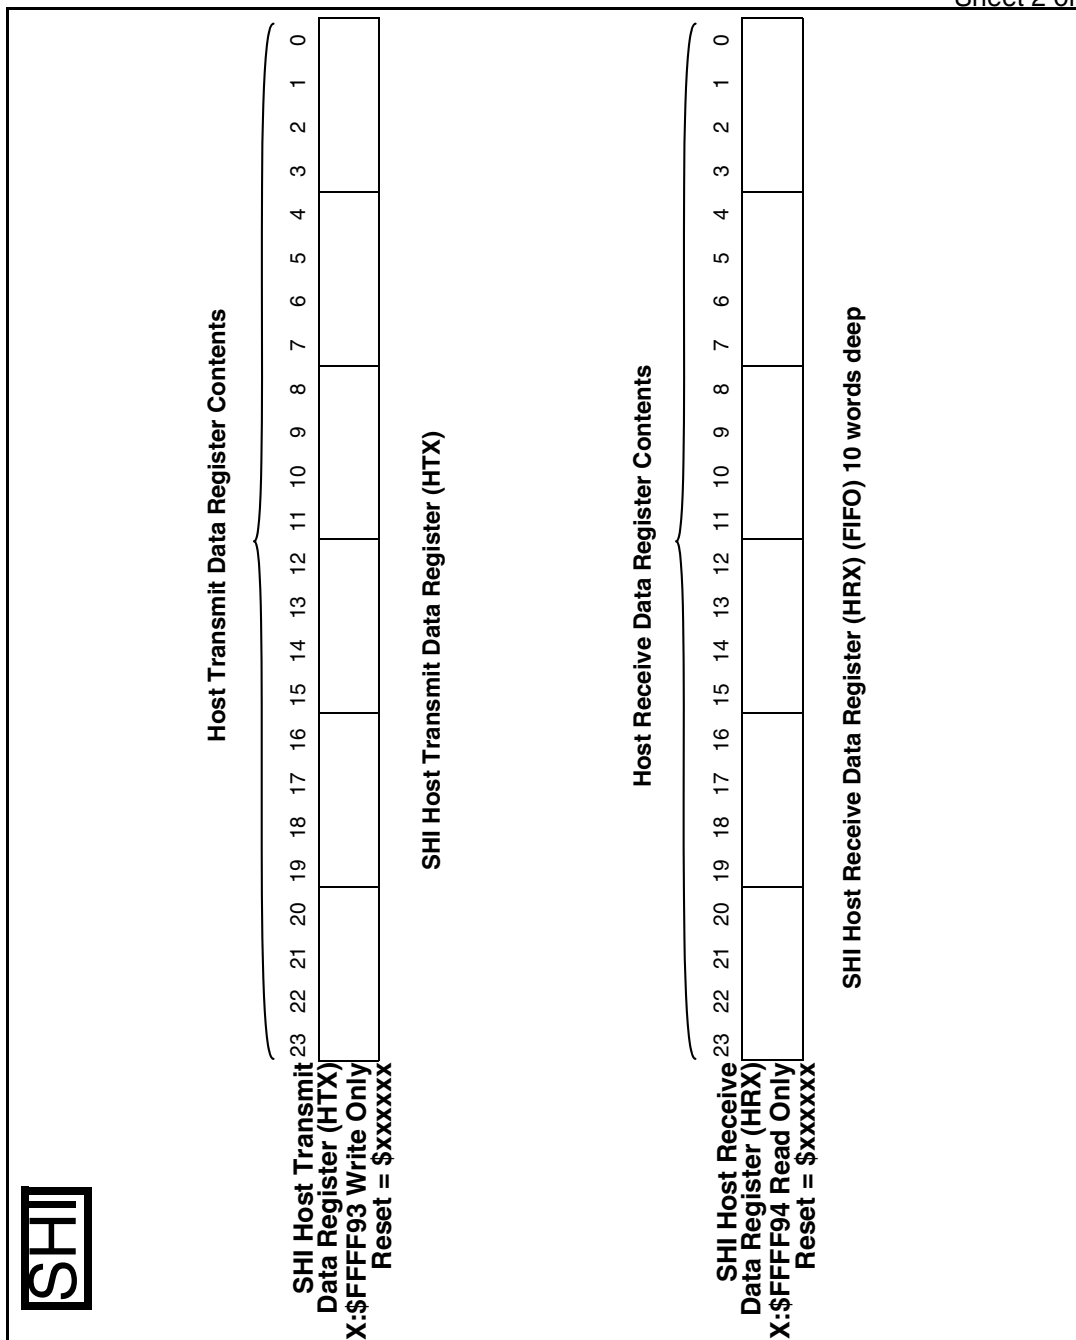 Sheet 2 of
SHI
Host Transmit Data Register Contents
23 22 21 20 19 18 17 16 15 14 13 12 11 10 9 8 7 6 5 4 3 2 1 0
SHI Host Transmit
Data Register (HTX)
X:$FFFF93 Write Only
Reset = $xxxxxx
SHI Host Transmit Data Register (HTX)
Host Receive Data Register Contents
23 22 21 20 19 18 17 16 15 14 13 12 11 10 9 8 7 6 5 4 3 2 1 0
SHI Host Receive
Data Register (HRX)
X:$FFFF94 Read Only
Reset = $xxxxxx
SHI Host Receive Data Register (HRX) (FIFO) 10 words deep